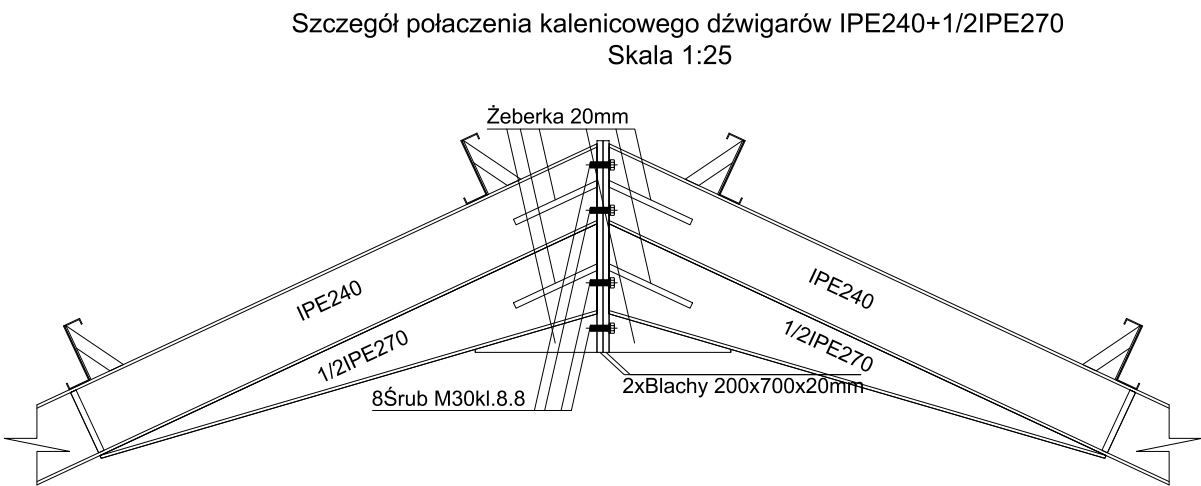 Szczegół połaczenia kalenicowego dźwigarów IPE240+1/2IPE270
Skala 1:25
Żeberka 20mm
IPE240
IPE240
1/2IPE270
1/2IPE270
2xBlachy 200x700x20mm
8Śrub M30kl.8.8